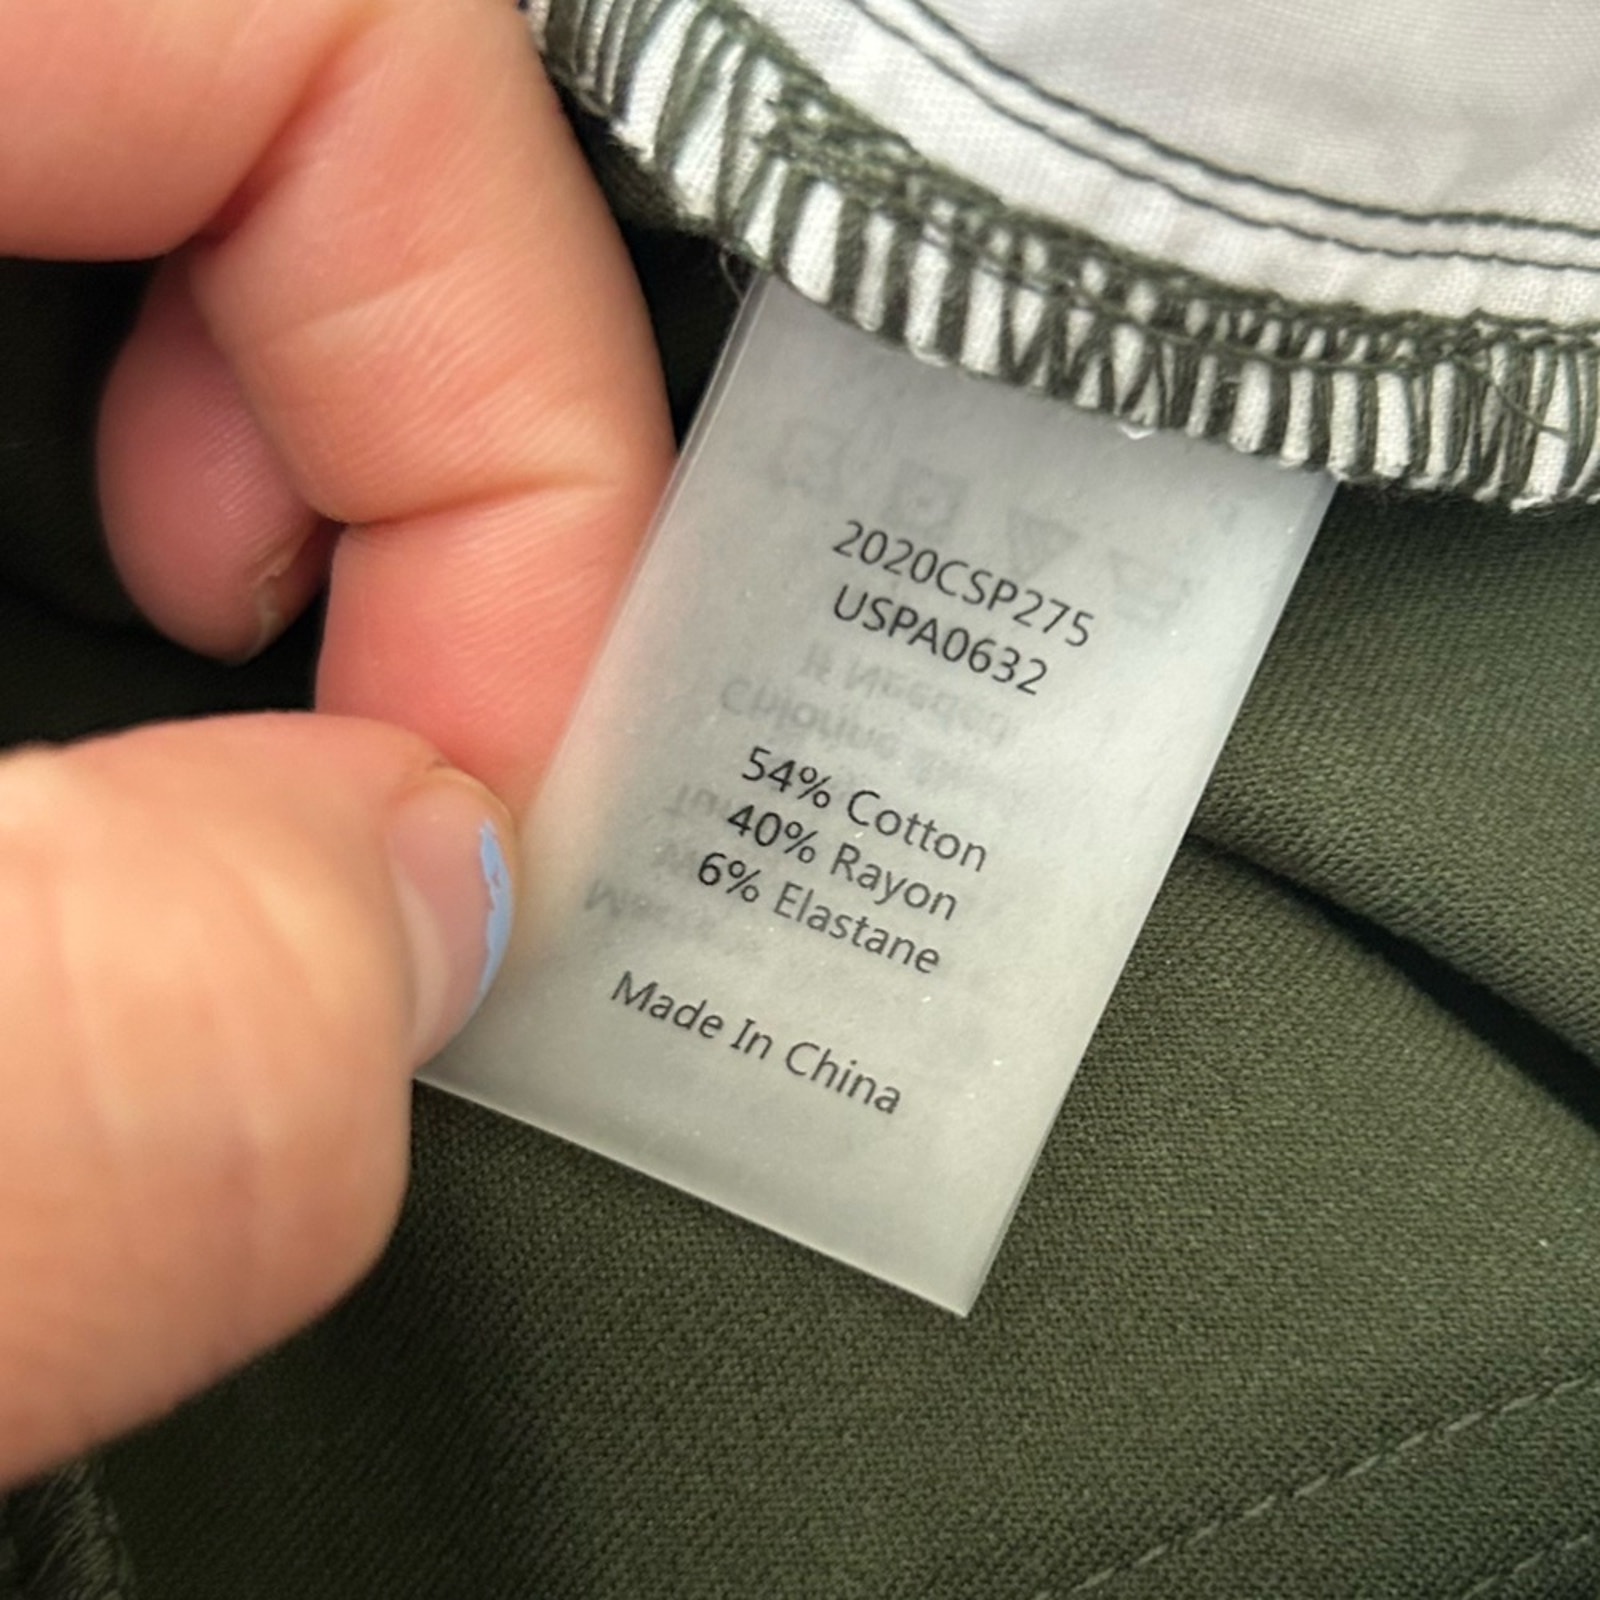 2020CSP275
USPA0632
54% Cotton
40% Rayon
6% Elastane
Made In China